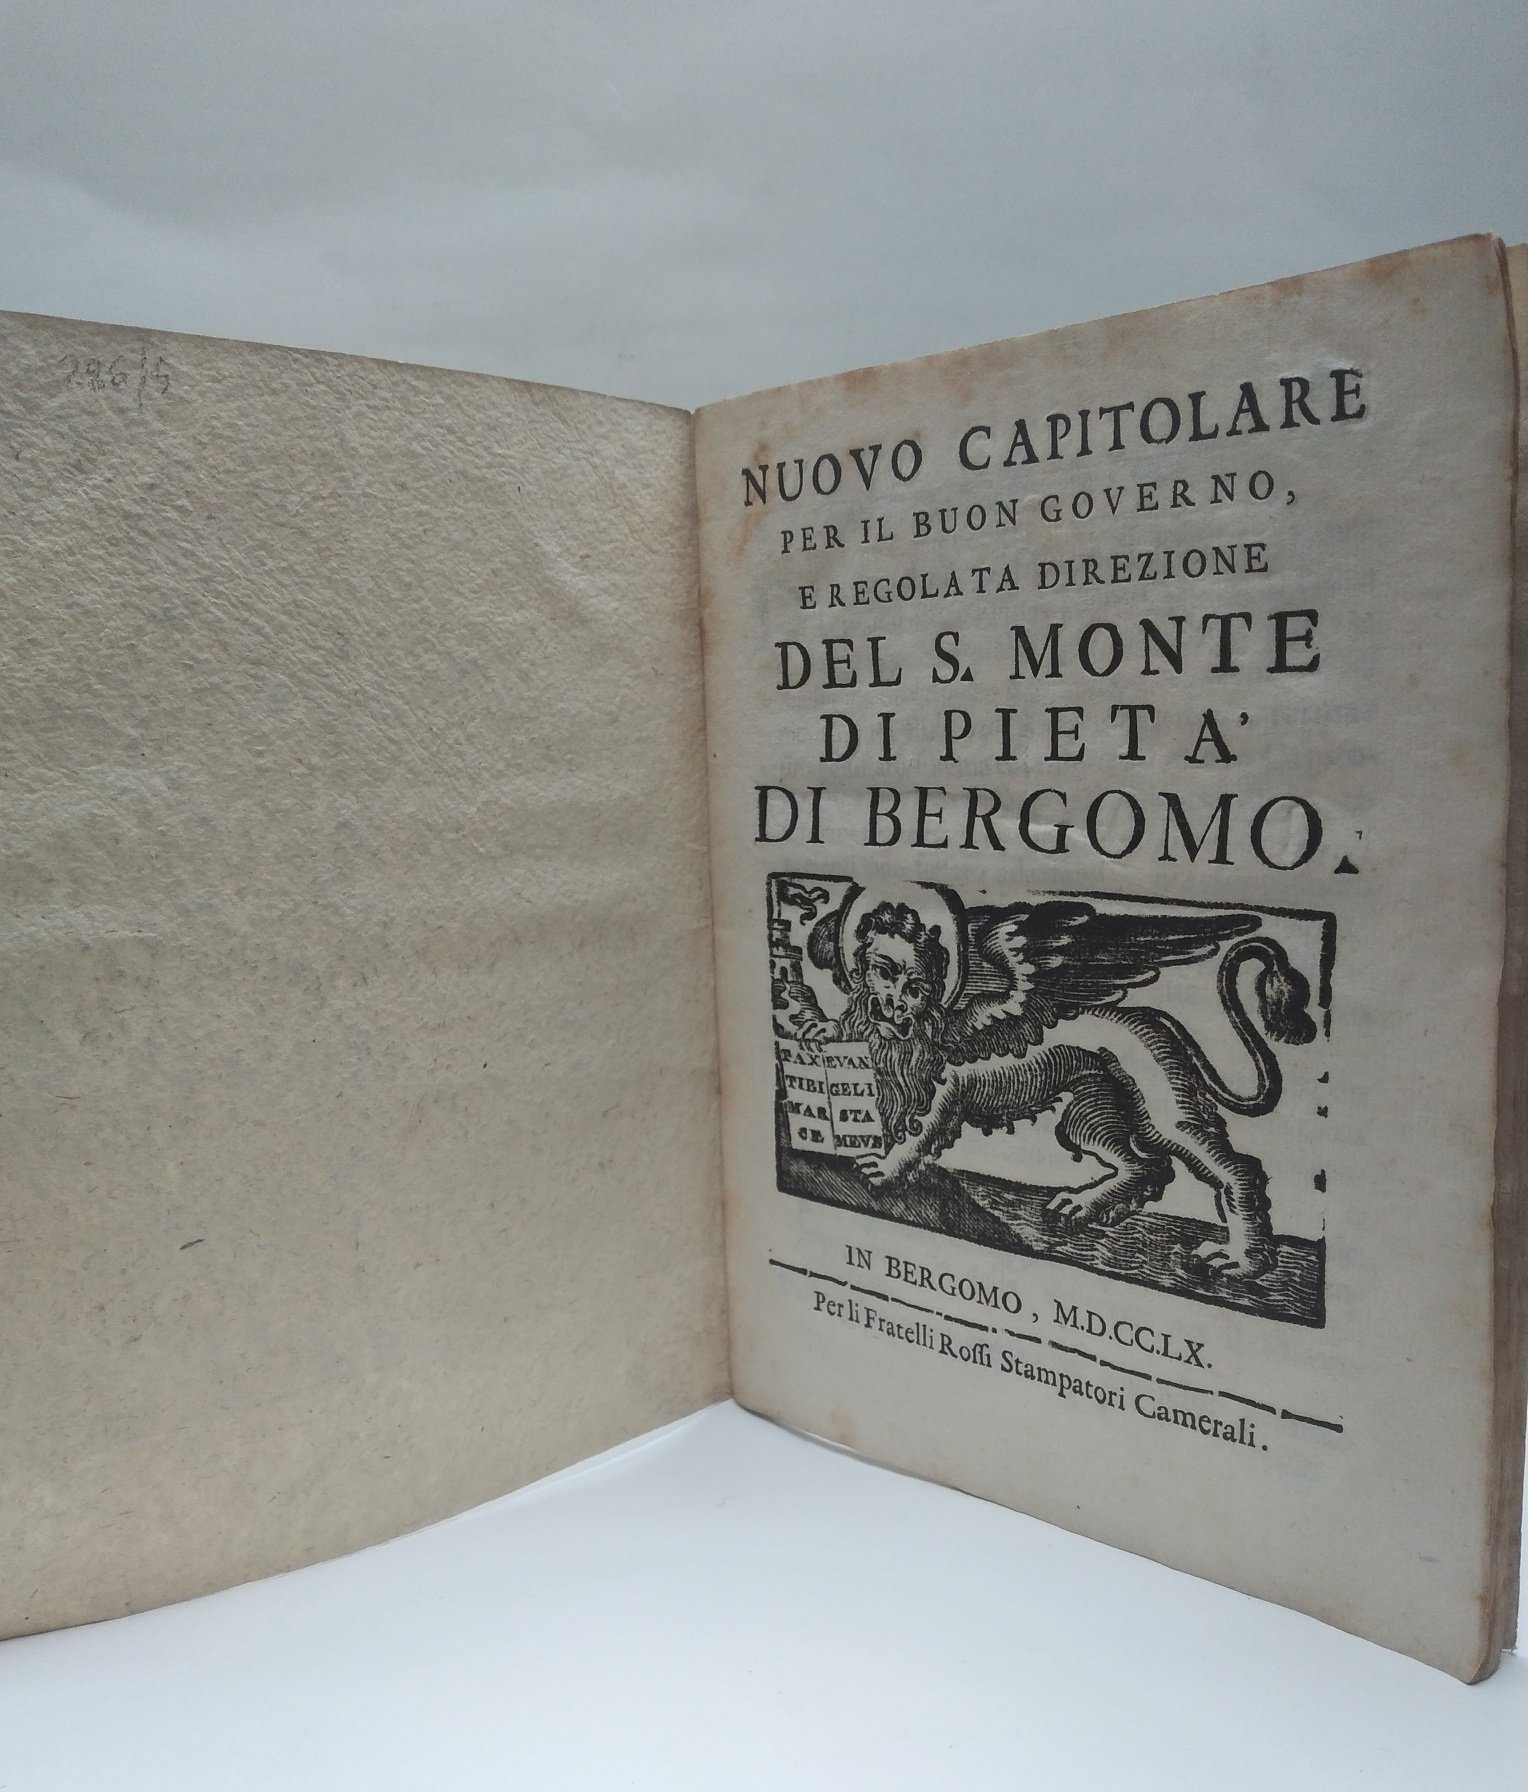 NUOVO CAPITOLARE
PER IL BUON GOVERNO,
E REGOLATA DIREZIONE
DEL S. MONTE
DI PIETA'
DI BERGOMO.
PAX EVAN
TIBI GELI
MAR STA
CE MEVS
IN BERGOMO, M.D.CC.LX.
Per li Fratelli Roſſi Stampatori Camerali.